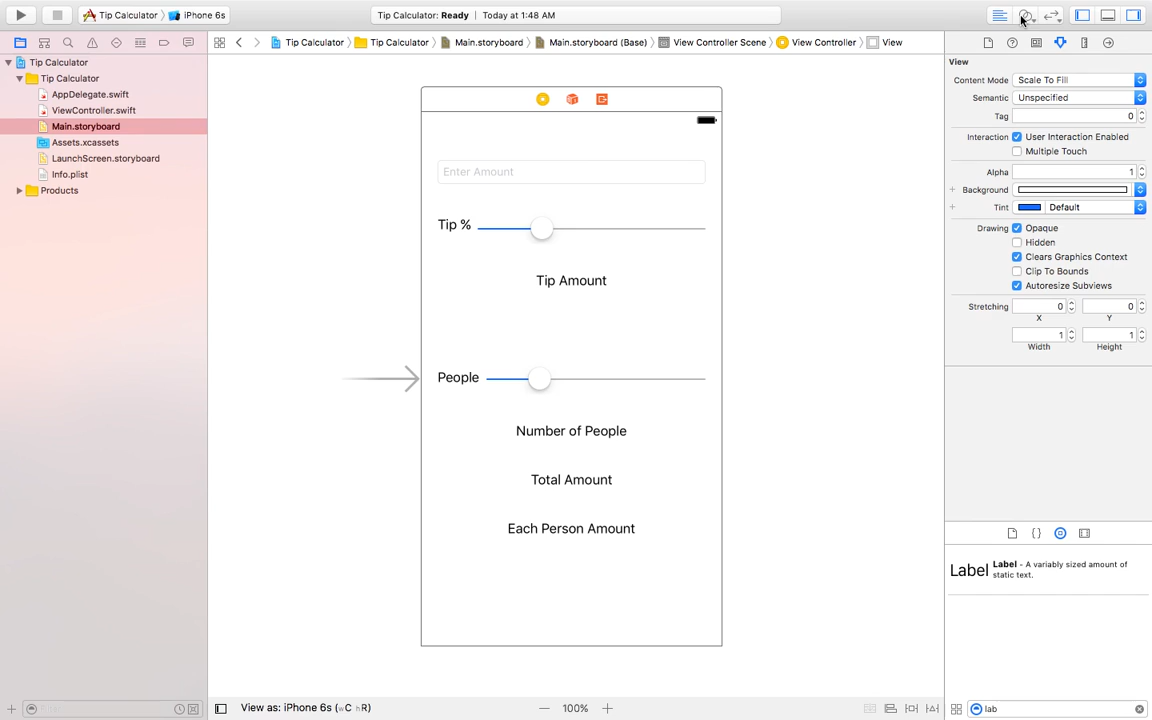 Tip Calculator iPhone 6s
Tip Calculator: Ready Today at 1:48 AM
Tip Calculator Tip Calculator Main.storyboard Main.storyboard (Base) View Controller Scene View Controller View
Tip Calculator
Tip Calculator
AppDelegate.swift
ViewController.swift
Main.storyboard
Assets.xcassets
LaunchScreen.storyboard
Info.plist
Products
Filter
Enter Amount
Tip %
Tip Amount
People
Number of People
Total Amount
Each Person Amount
View as: iPhone 6s (wC hR)
— 100% +
View
Content Mode Scale To Fill
Semantic Unspecified
Tag 0
Interaction User Interaction Enabled
Multiple Touch
Alpha 1
+ Background
+ Tint Default
Drawing Opaque
Hidden
Clears Graphics Context
Clip To Bounds
Autoresize Subviews
Stretching 0 0
X Y
1 1
Width Height
{ }
Label Label - A variably sized amount of
static text.
lab